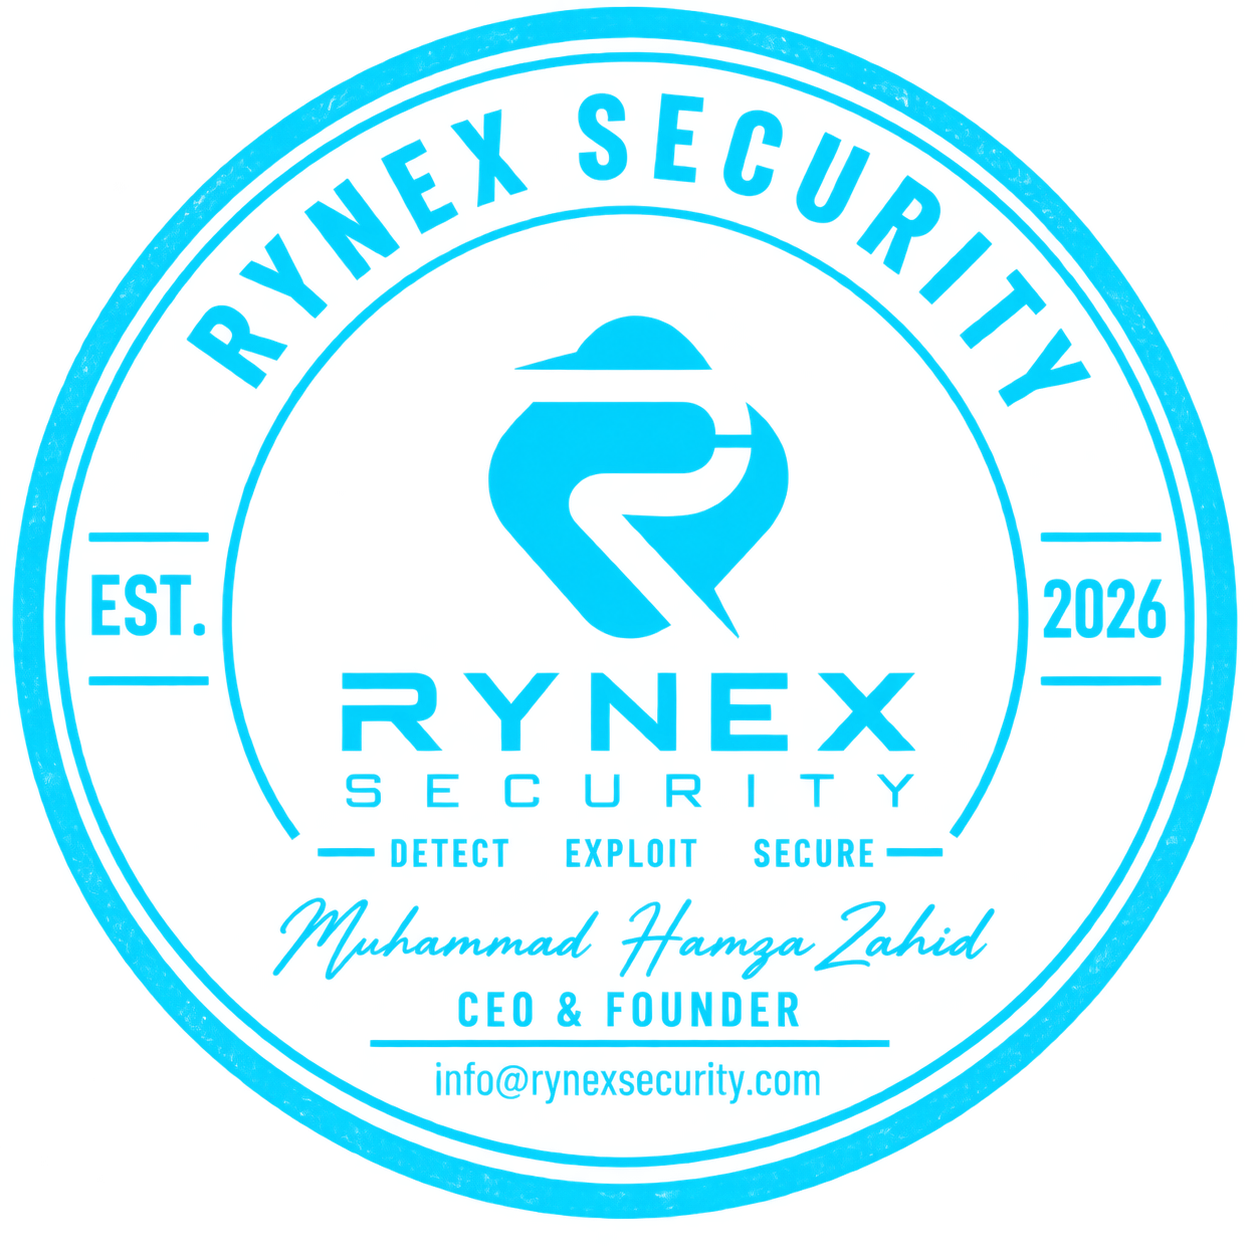 RYNEX SECURITY
EST.
2026
RYNEX
SECURITY
DETECT EXPLOIT SECURE
Muhammad Hamza Zahid
CEO & FOUNDER
info@rynexsecurity.com